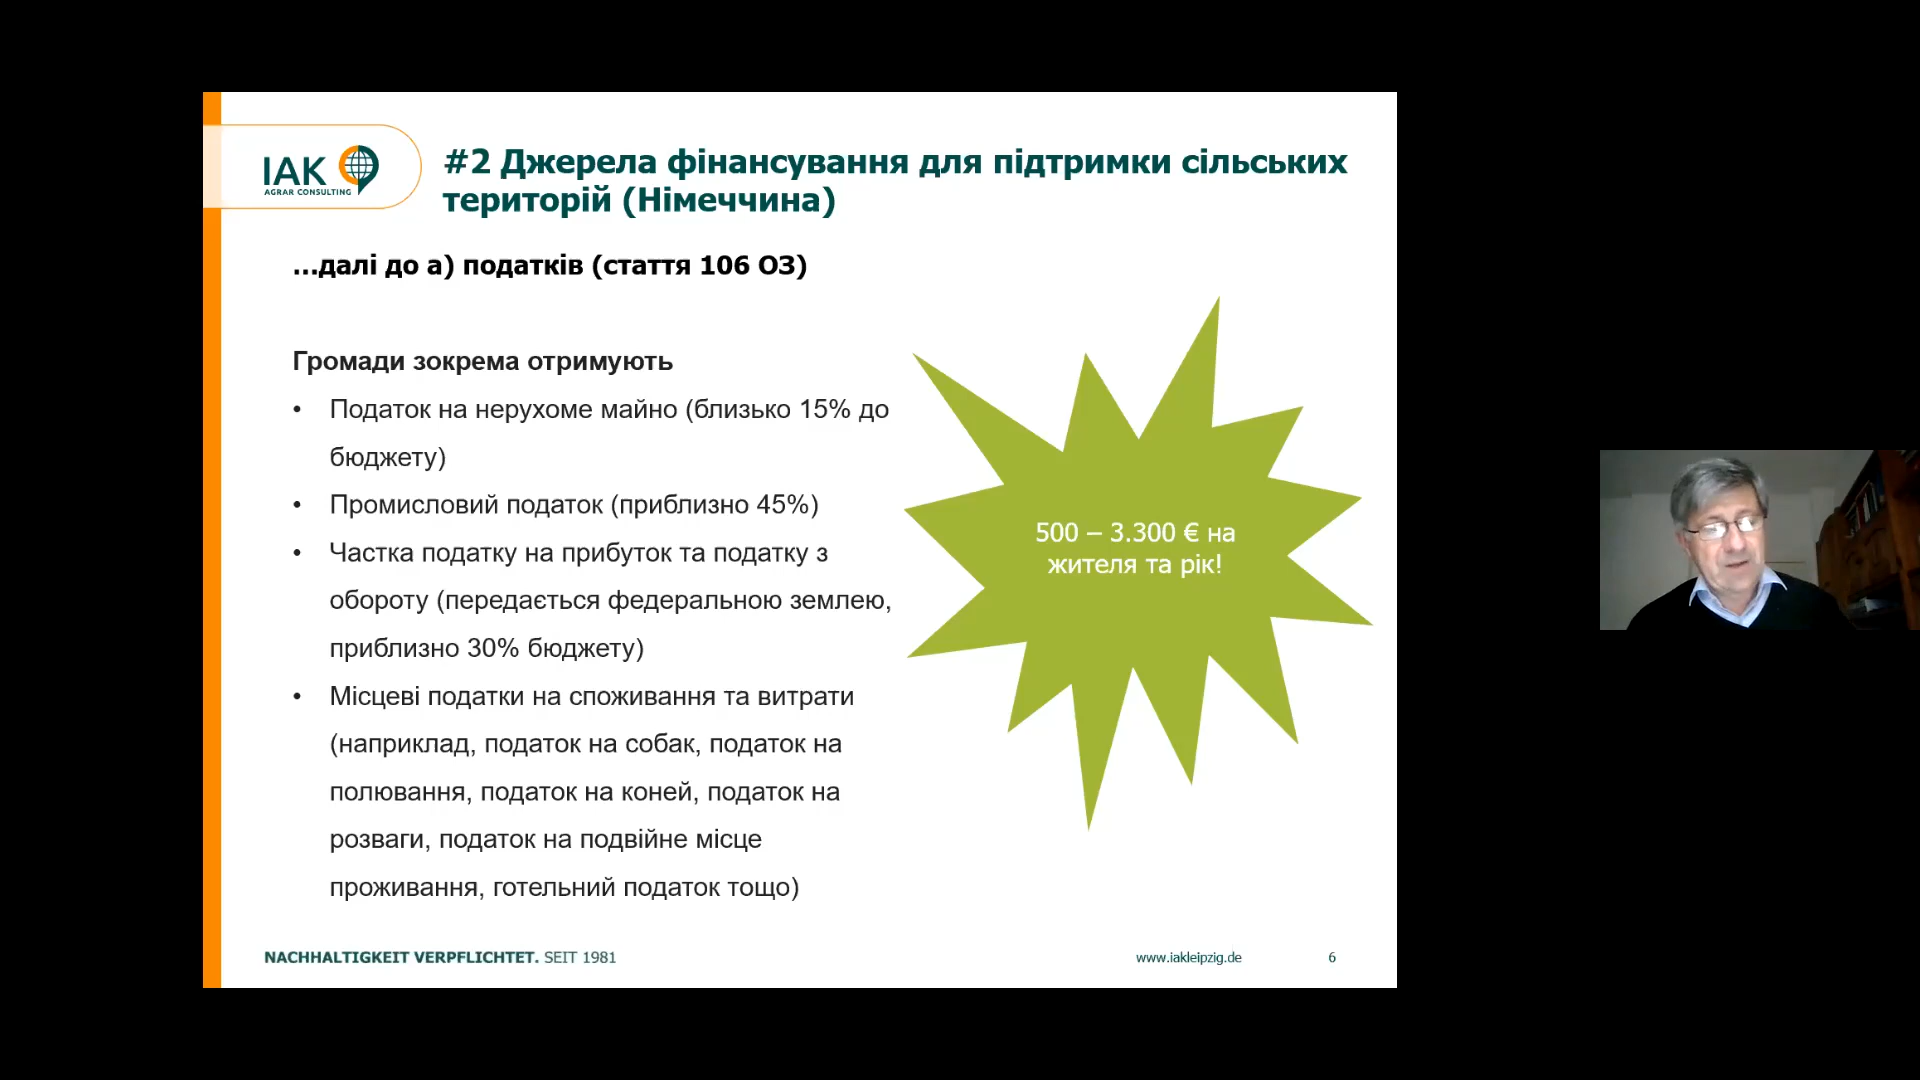 IAK
AGRAR CONSULTING
#2 Джерела фінансування для підтримки сільських
територій (Німеччина)
...далі до а) податків (стаття 106 ОЗ)
Громади зокрема отримують
• Податок на нерухоме майно (близько 15% до
бюджету)
• Промисловий податок (приблизно 45%)
• Частка податку на прибуток та податку з
обороту (передається федеральною землею,
приблизно 30% бюджету)
• Місцеві податки на споживання та витрати
(наприклад, податок на собак, податок на
полювання, податок на коней, податок на
розваги, податок на подвійне місце
проживання, готельний податок тощо)
500 – 3.300 € на
жителя та рік!
NACHHALTIGKEIT VERPFLICHTET. SEIT 1981
www.iakleipzig.de
6